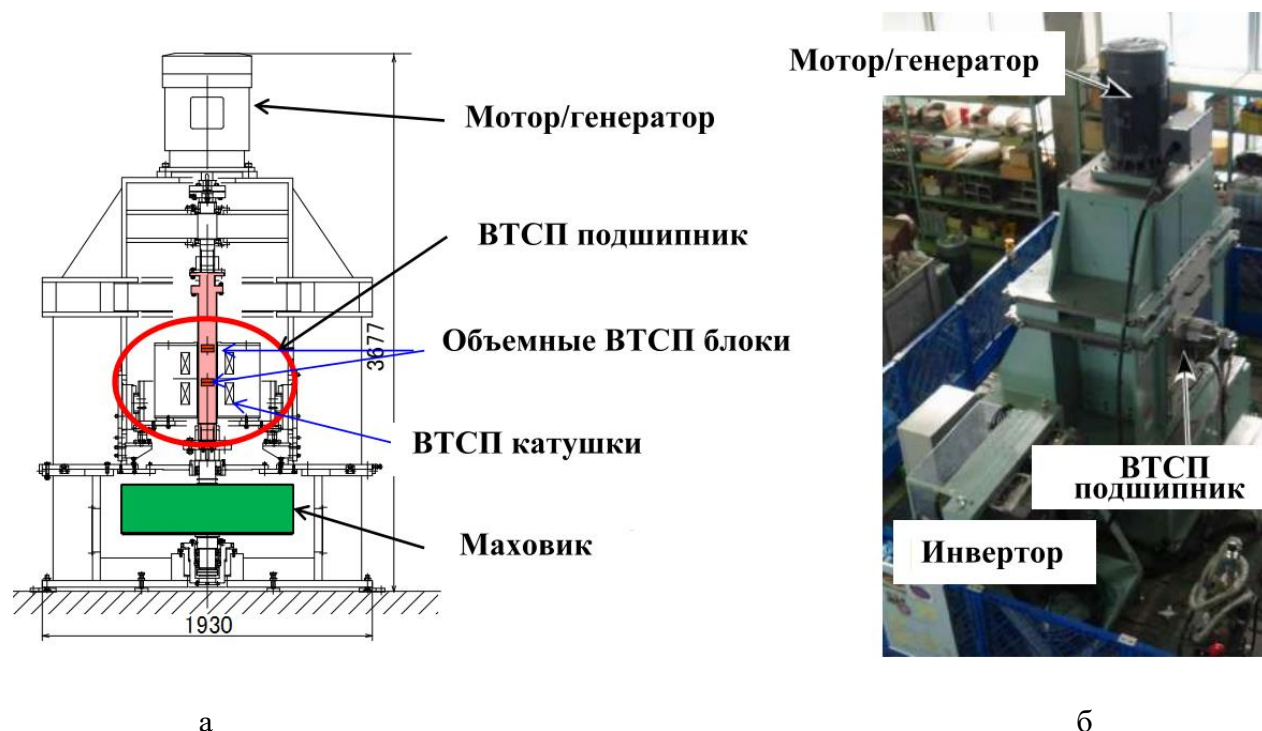 Мотор/генератор
ВТСП подшипник
Объемные ВТСП блоки
3677
ВТСП катушки
Маховик
1930
а
Мотор/генератор
ВТСП
подшипник
Инвертор
б